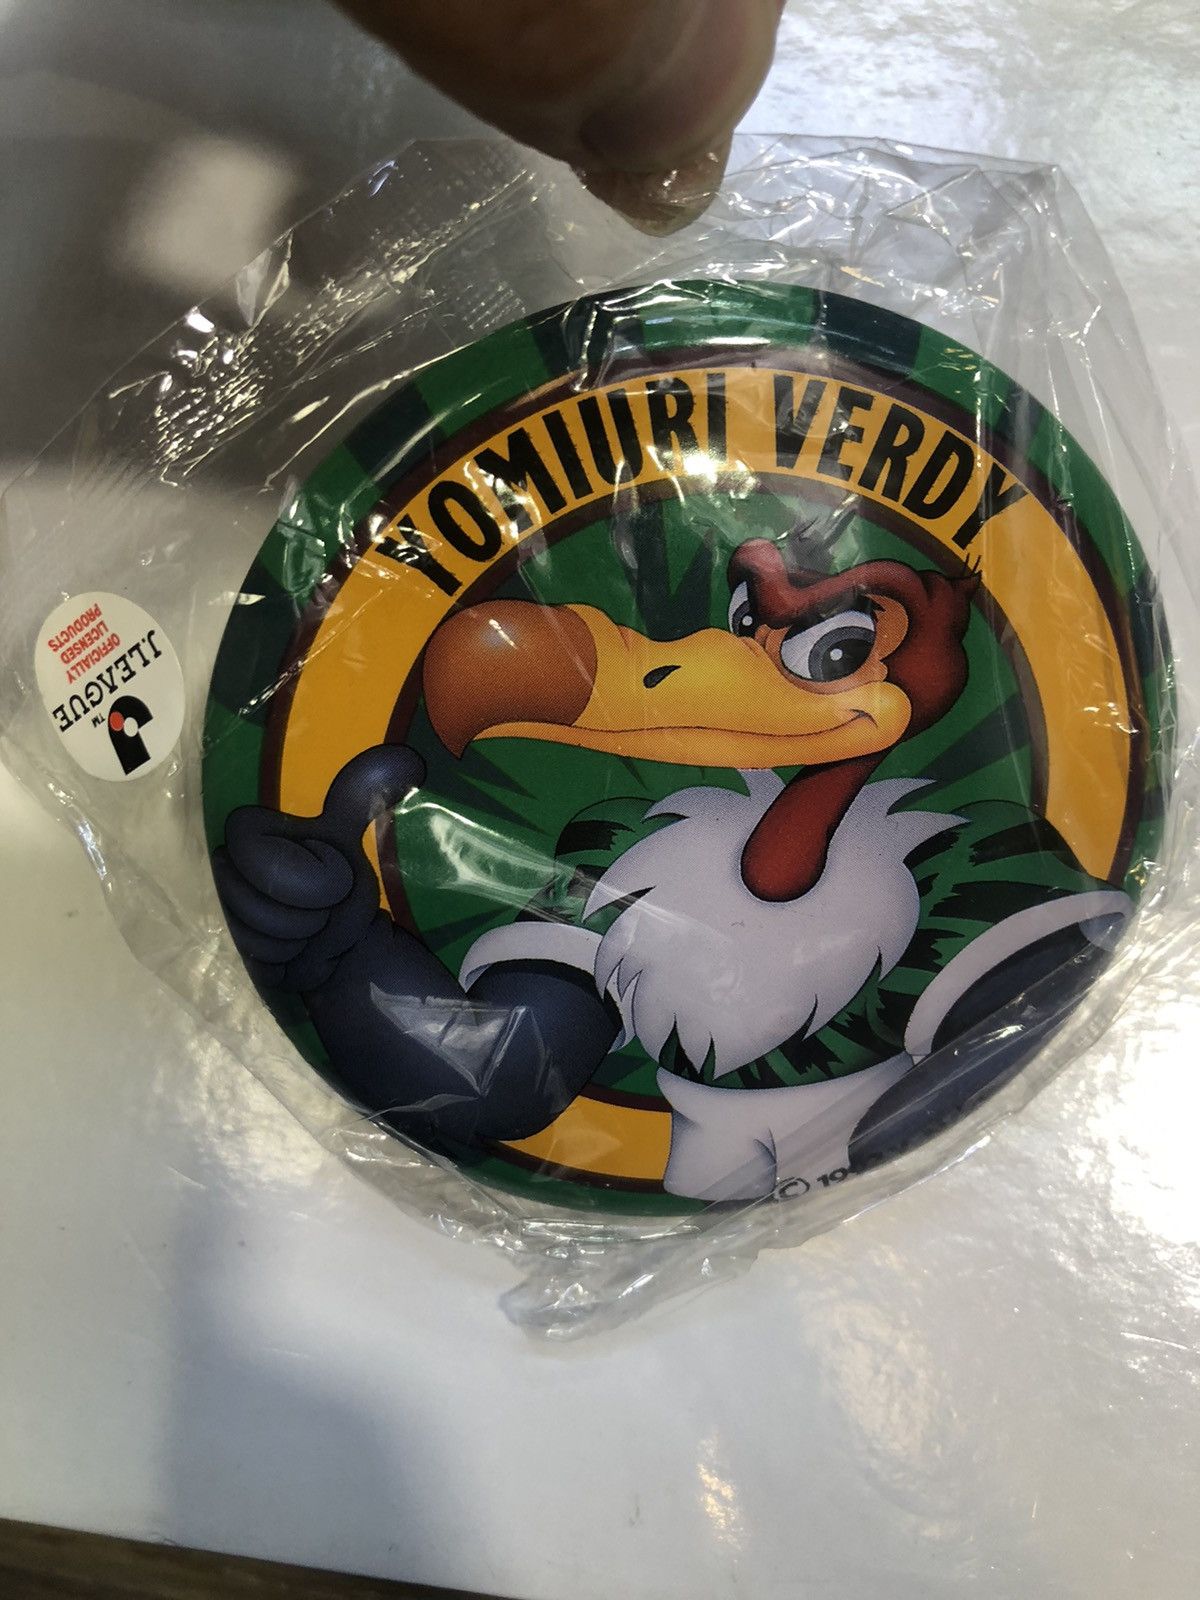 YOMIURI VERDY
J.LEAGUE
TM
OFFICIALLY
LICENSED
PRODUCTS
©